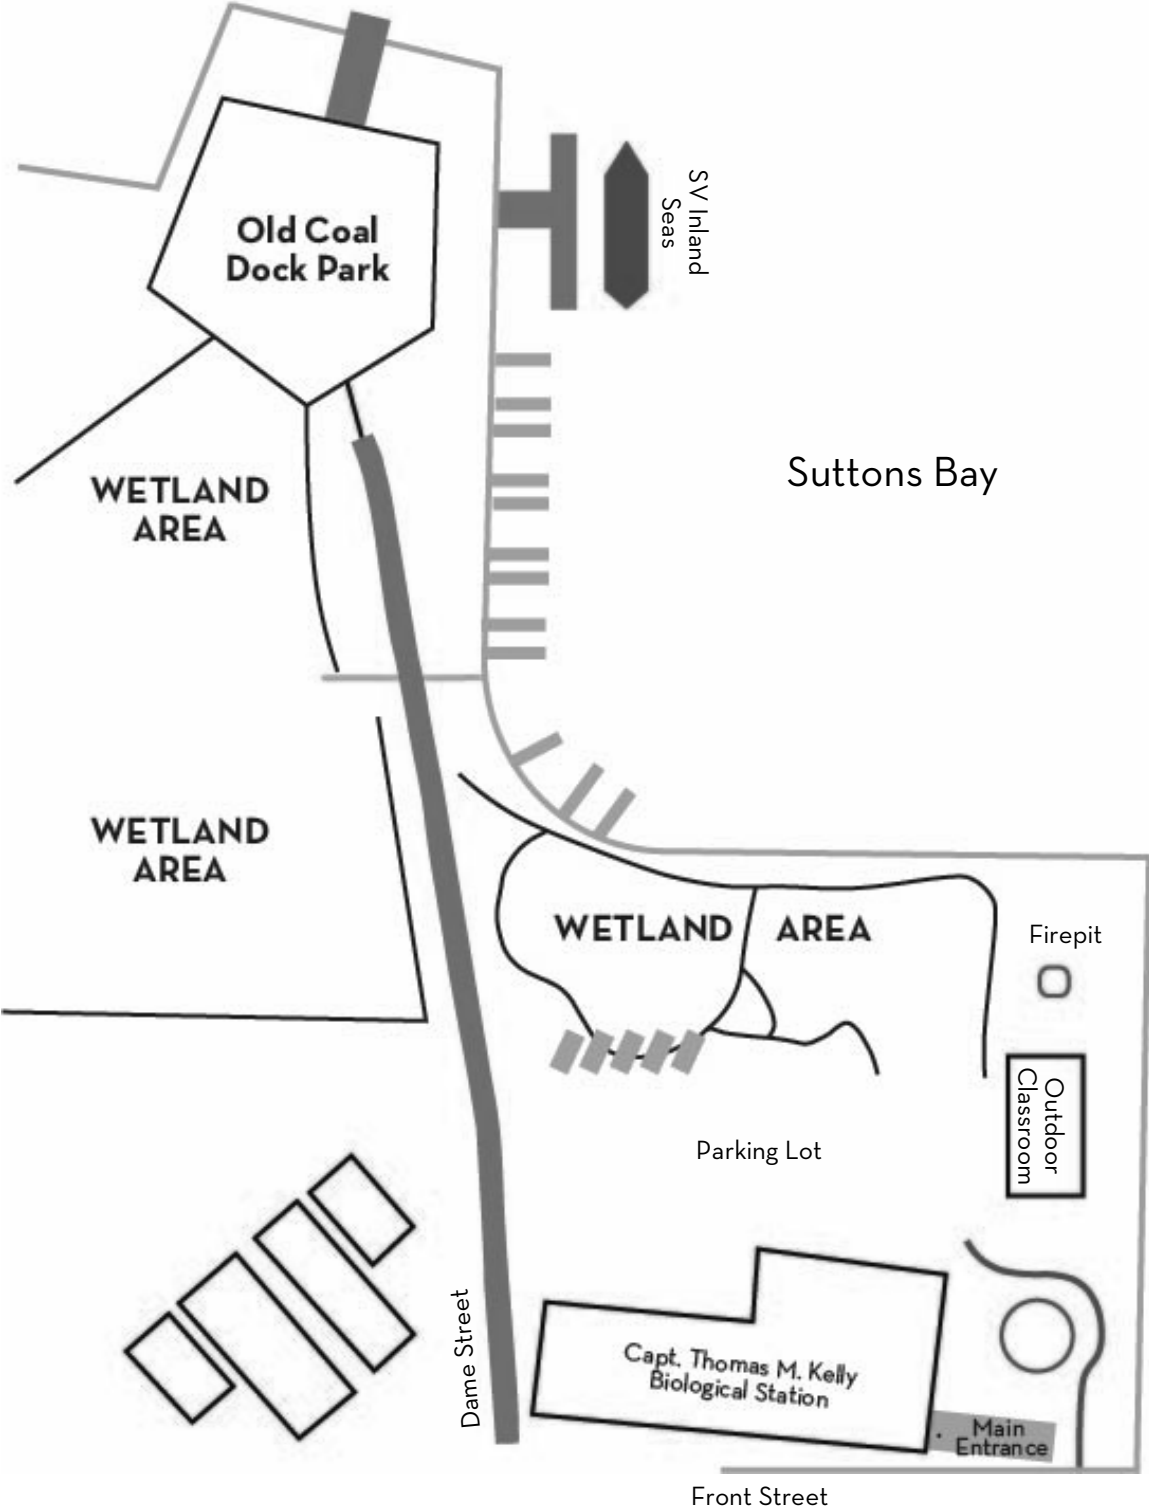 Old Coal
Dock Park
SV Inland
Seas
Suttons Bay
WETLAND
AREA
WETLAND
AREA
WETLAND AREA
Firepit
Outdoor
Classroom
Parking Lot
Dame Street
Capt. Thomas M. Kelly
Biological Station
Main
Entrance
Front Street